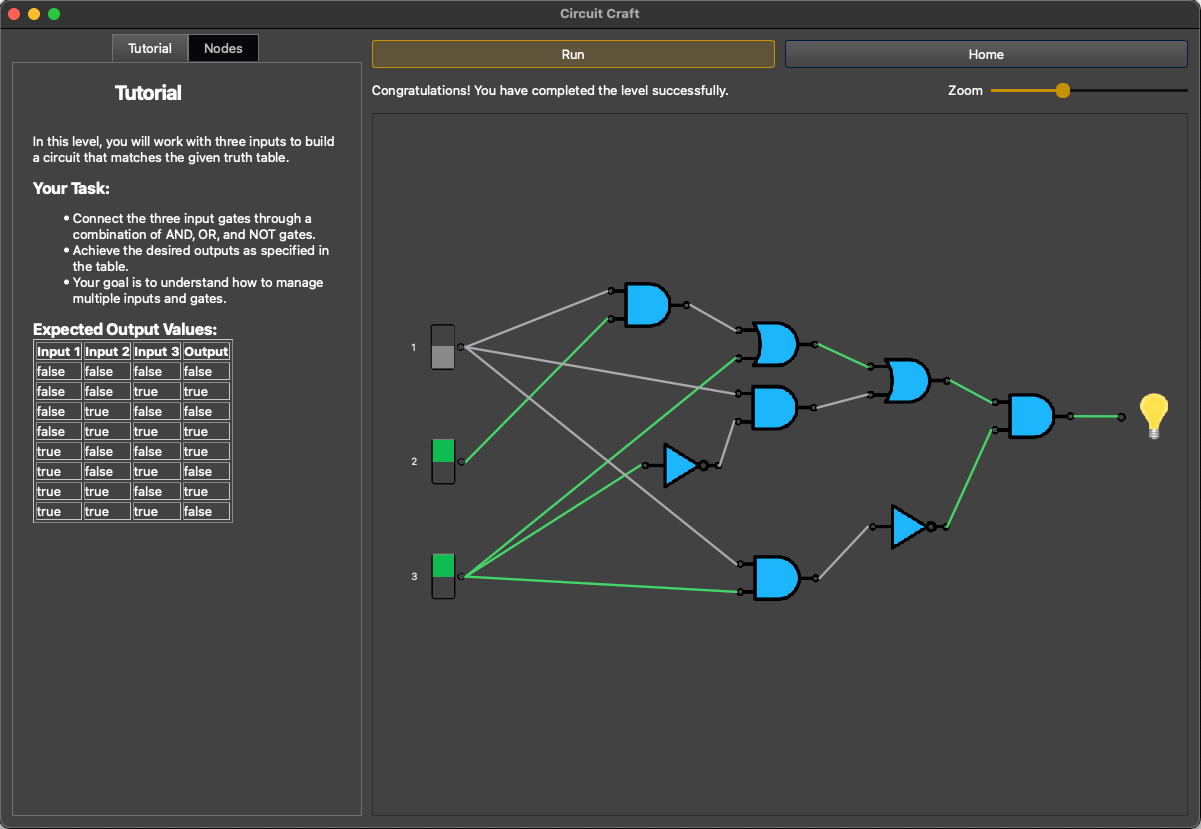 Circuit Craft
Tutorial Nodes
Run Home
Congratulations! You have completed the level successfully. Zoom
Tutorial
In this level, you will work with three inputs to build
a circuit that matches the given truth table.
Your Task:
• Connect the three input gates through a
combination of AND, OR, and NOT gates.
• Achieve the desired outputs as specified in
the table.
• Your goal is to understand how to manage
multiple inputs and gates.
Expected Output Values:
Input 1 Input 2 Input 3 Output
false false false false
false false true true
false true false false
false true true true
true false false true
true false true false
true true false true
true true true false
1
2
3